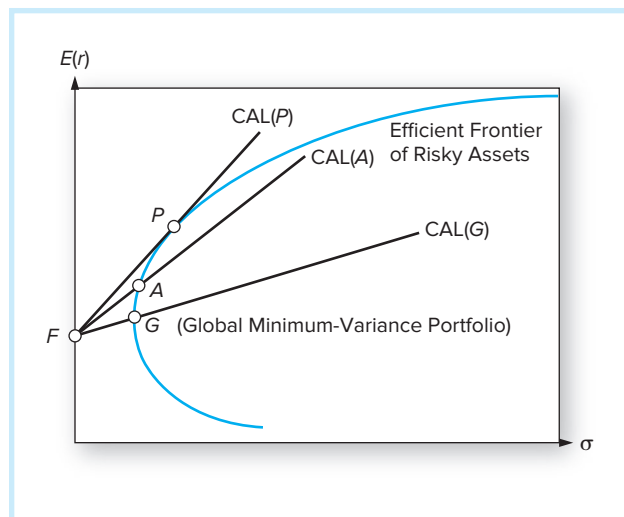 E(r)
CAL(P)
Efficient Frontier
of Risky Assets
CAL(A)
P
CAL(G)
A
G (Global Minimum-Variance Portfolio)
F
σ